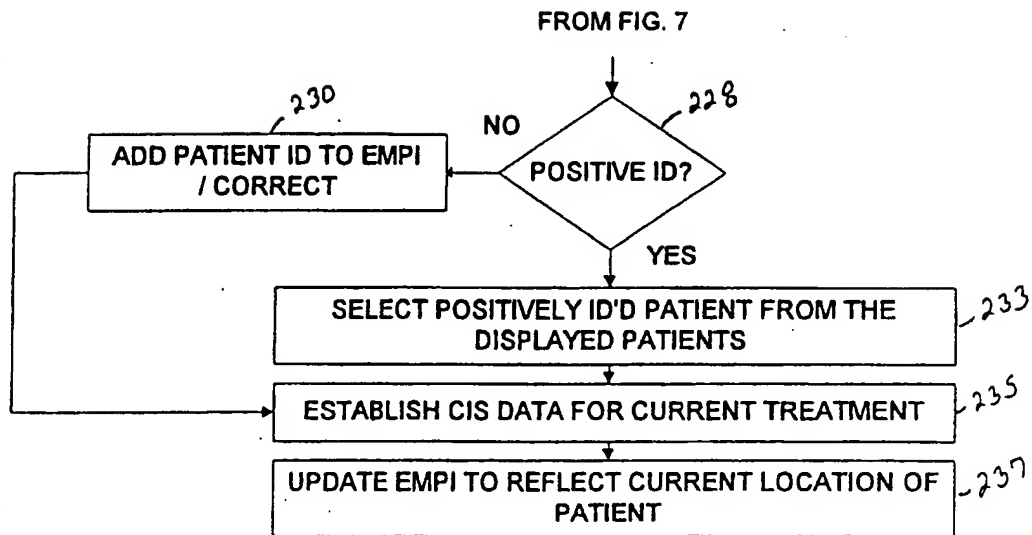 FROM FIG. 7
228
230
NO
ADD PATIENT ID TO EMPI
/ CORRECT
POSITIVE ID?
YES
SELECT POSITIVELY ID'D PATIENT FROM THE
DISPLAYED PATIENTS
233
ESTABLISH CIS DATA FOR CURRENT TREATMENT
235
UPDATE EMPI TO REFLECT CURRENT LOCATION OF
PATIENT
237